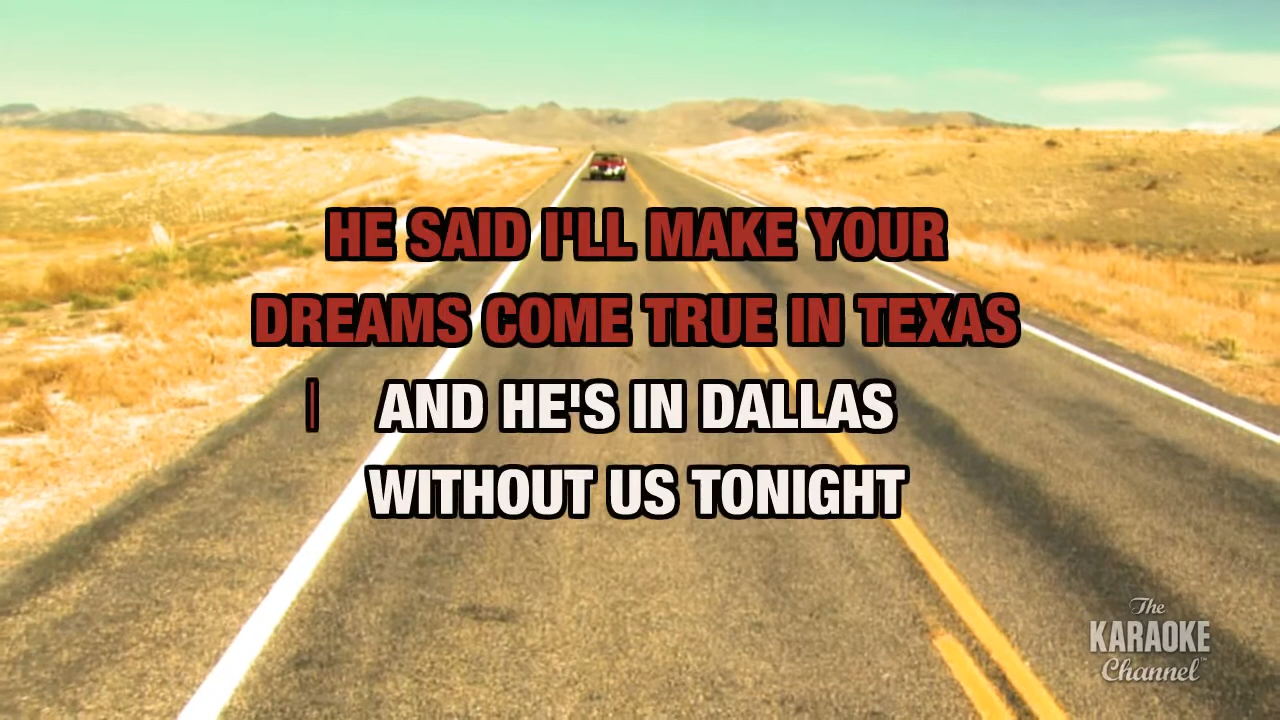 HE SAID I'LL MAKE YOUR
DREAMS COME TRUE IN TEXAS
AND HE'S IN DALLAS
WITHOUT US TONIGHT
The
KARAOKE
Channel™